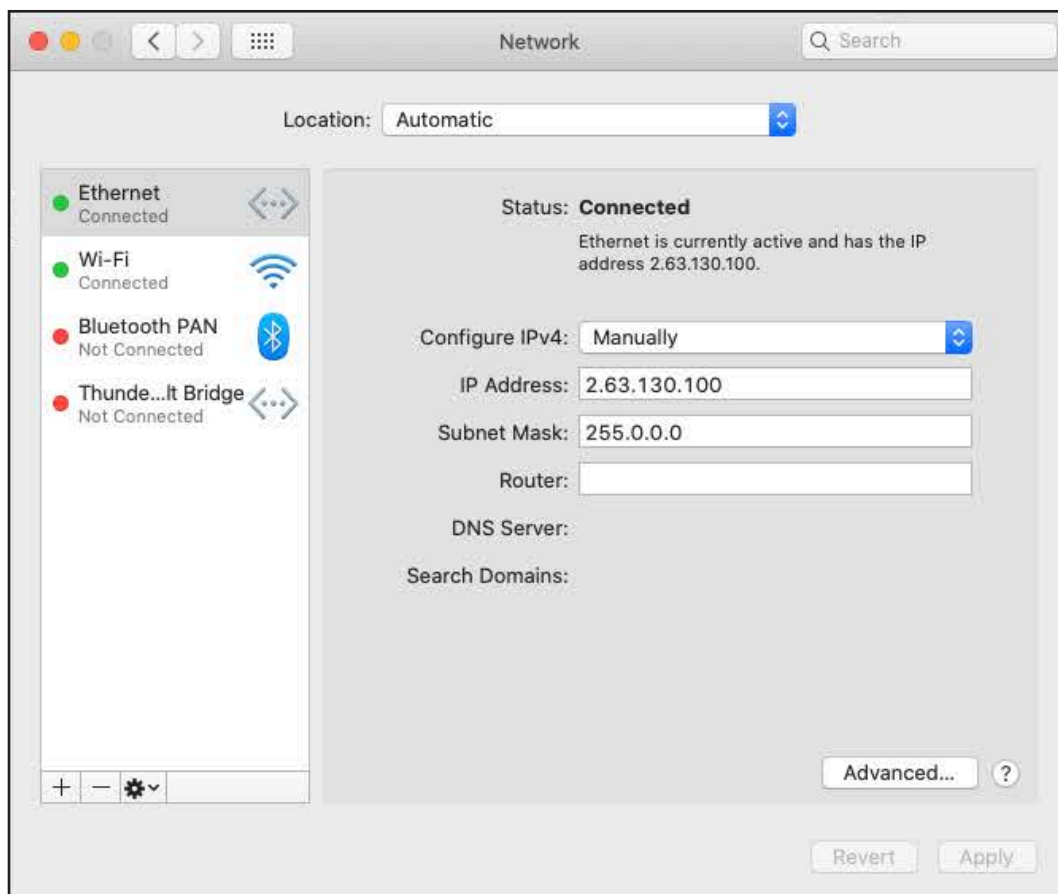 Network
Search
Location: Automatic
Ethernet
Connected
Wi-Fi
Connected
Bluetooth PAN
Not Connected
Thunde...lt Bridge
Not Connected
Status: Connected
Ethernet is currently active and has the IP
address 2.63.130.100.
Configure IPv4: Manually
IP Address: 2.63.130.100
Subnet Mask: 255.0.0.0
Router:
DNS Server:
Search Domains:
Advanced... ?
Revert Apply